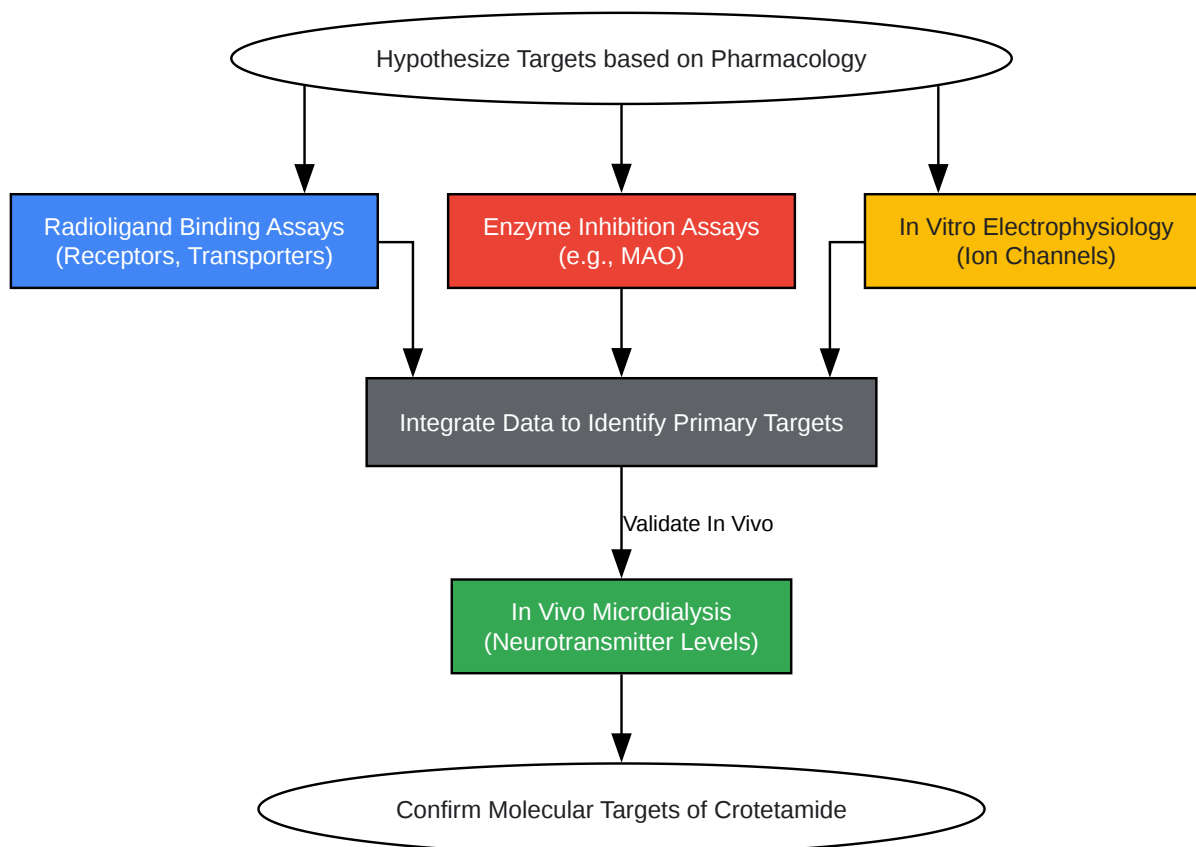 Hypothesize Targets based on Pharmacology
Radioligand Binding Assays
(Receptors, Transporters)
Enzyme Inhibition Assays
(e.g., MAO)
In Vitro Electrophysiology
(Ion Channels)
Integrate Data to Identify Primary Targets
Validate In Vivo
In Vivo Microdialysis
(Neurotransmitter Levels)
Confirm Molecular Targets of Crotetamide